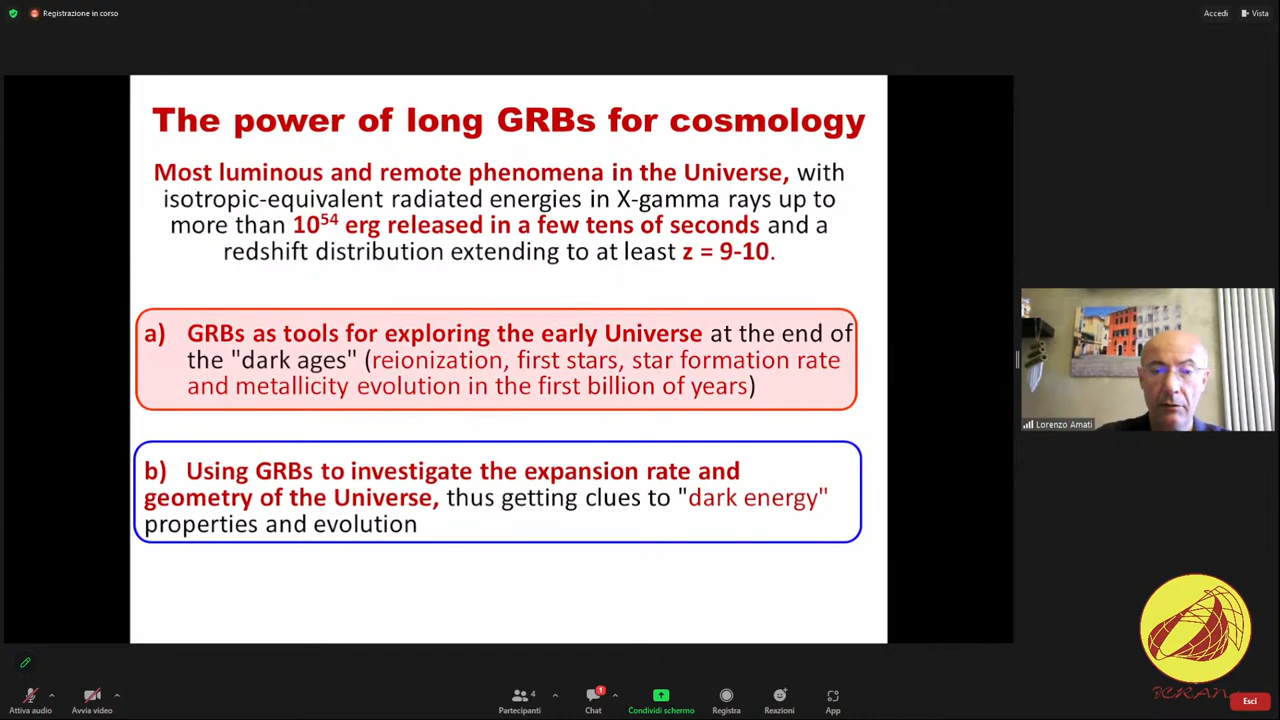 Registrazione in corso
Accedi
Vista
The power of long GRBs for cosmology
Most luminous and remote phenomena in the Universe, with
isotropic-equivalent radiated energies in X-gamma rays up to
more than 10⁵⁴ erg released in a few tens of seconds and a
redshift distribution extending to at least z = 9-10.
a) GRBs as tools for exploring the early Universe at the end of
the "dark ages" (reionization, first stars, star formation rate
and metallicity evolution in the first billion of years)
b) Using GRBs to investigate the expansion rate and
geometry of the Universe, thus getting clues to "dark energy"
properties and evolution
Lorenzo Amati
Attiva audio
Avvia video
Partecipanti
4
Chat
1
Condividi schermo
Registra
Reazioni
App
Esci